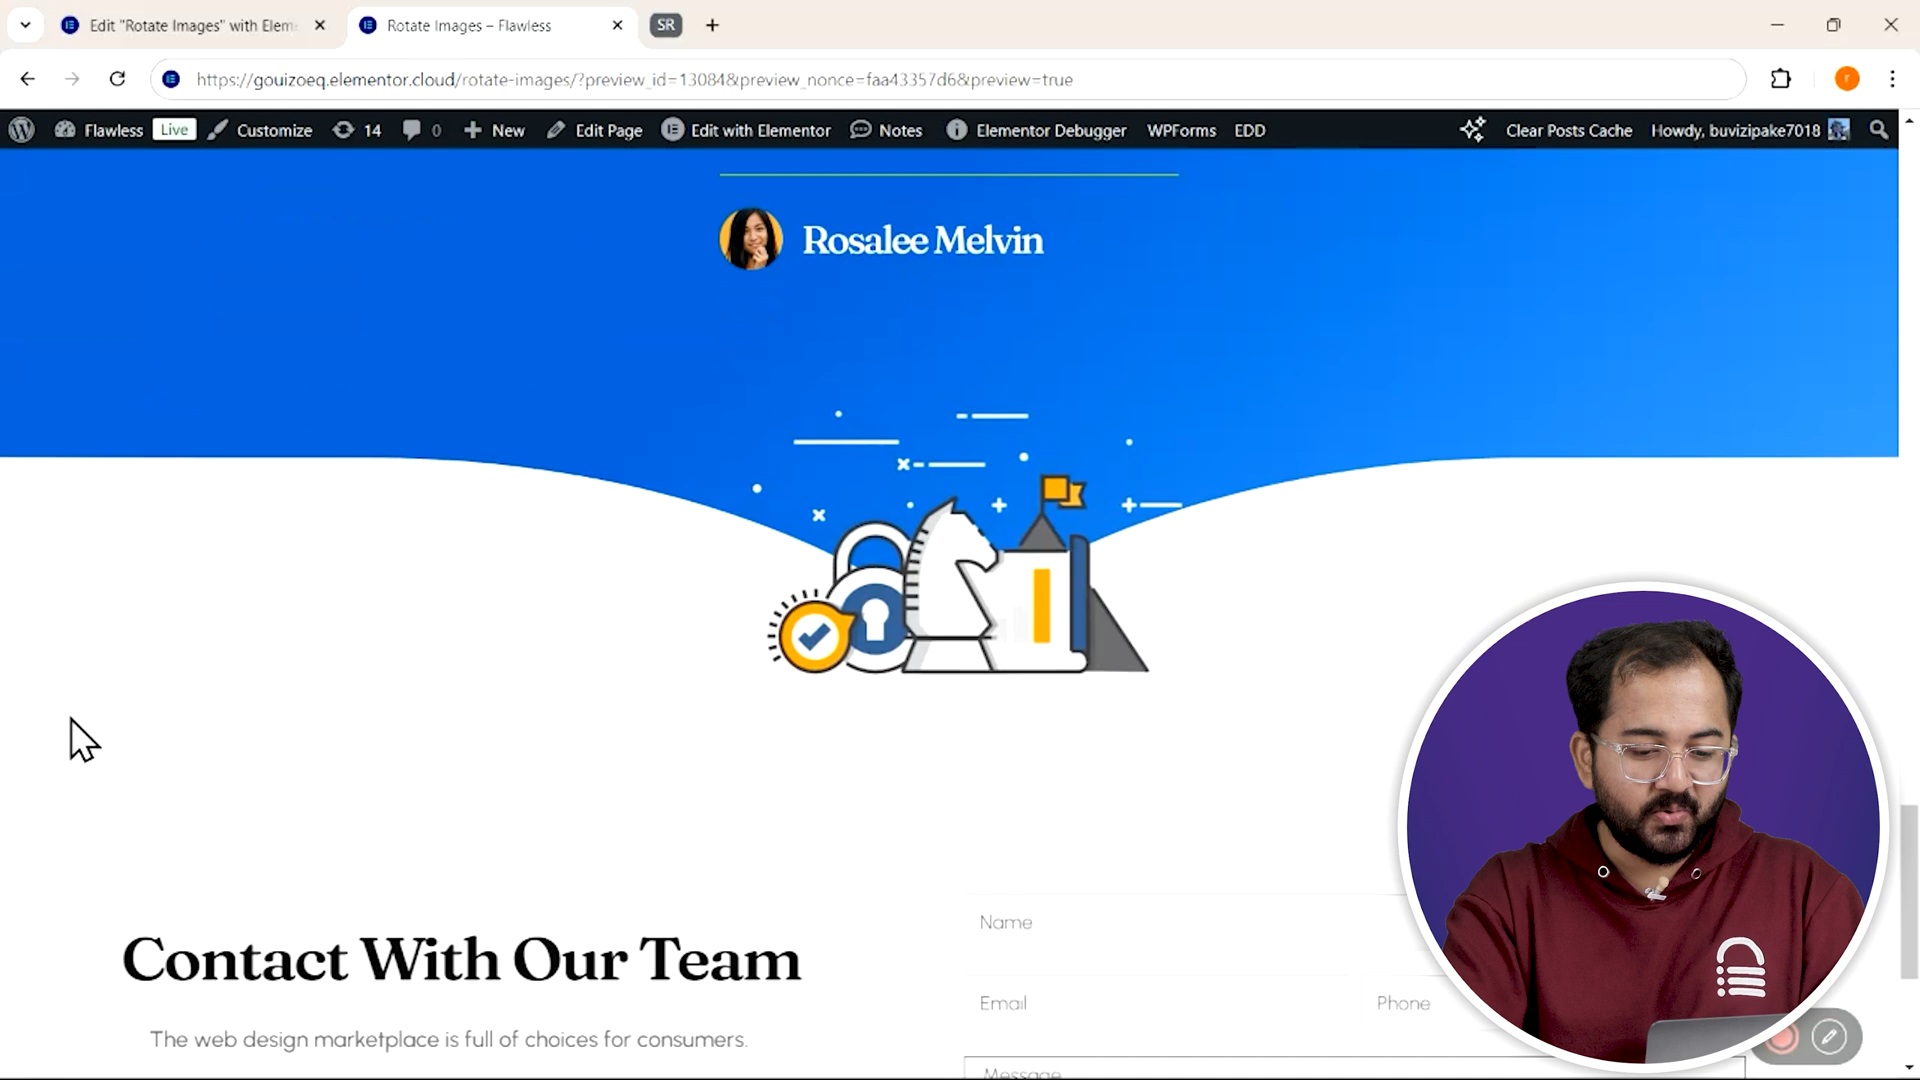 Edit "Rotate Images" with Elem
Rotate Images – Flawless
SR
https://gouizoeq.elementor.cloud/rotate-images/?preview_id=13084&preview_nonce=faa43357d6&preview=true
r
Flawless Live Customize 14 0 New Edit Page Edit with Elementor Notes Elementor Debugger WPForms EDD Clear Posts Cache Howdy, buvizipake7018
Rosalee Melvin
Contact With Our Team
The web design marketplace is full of choices for consumers.
Name
Email Phone
Message